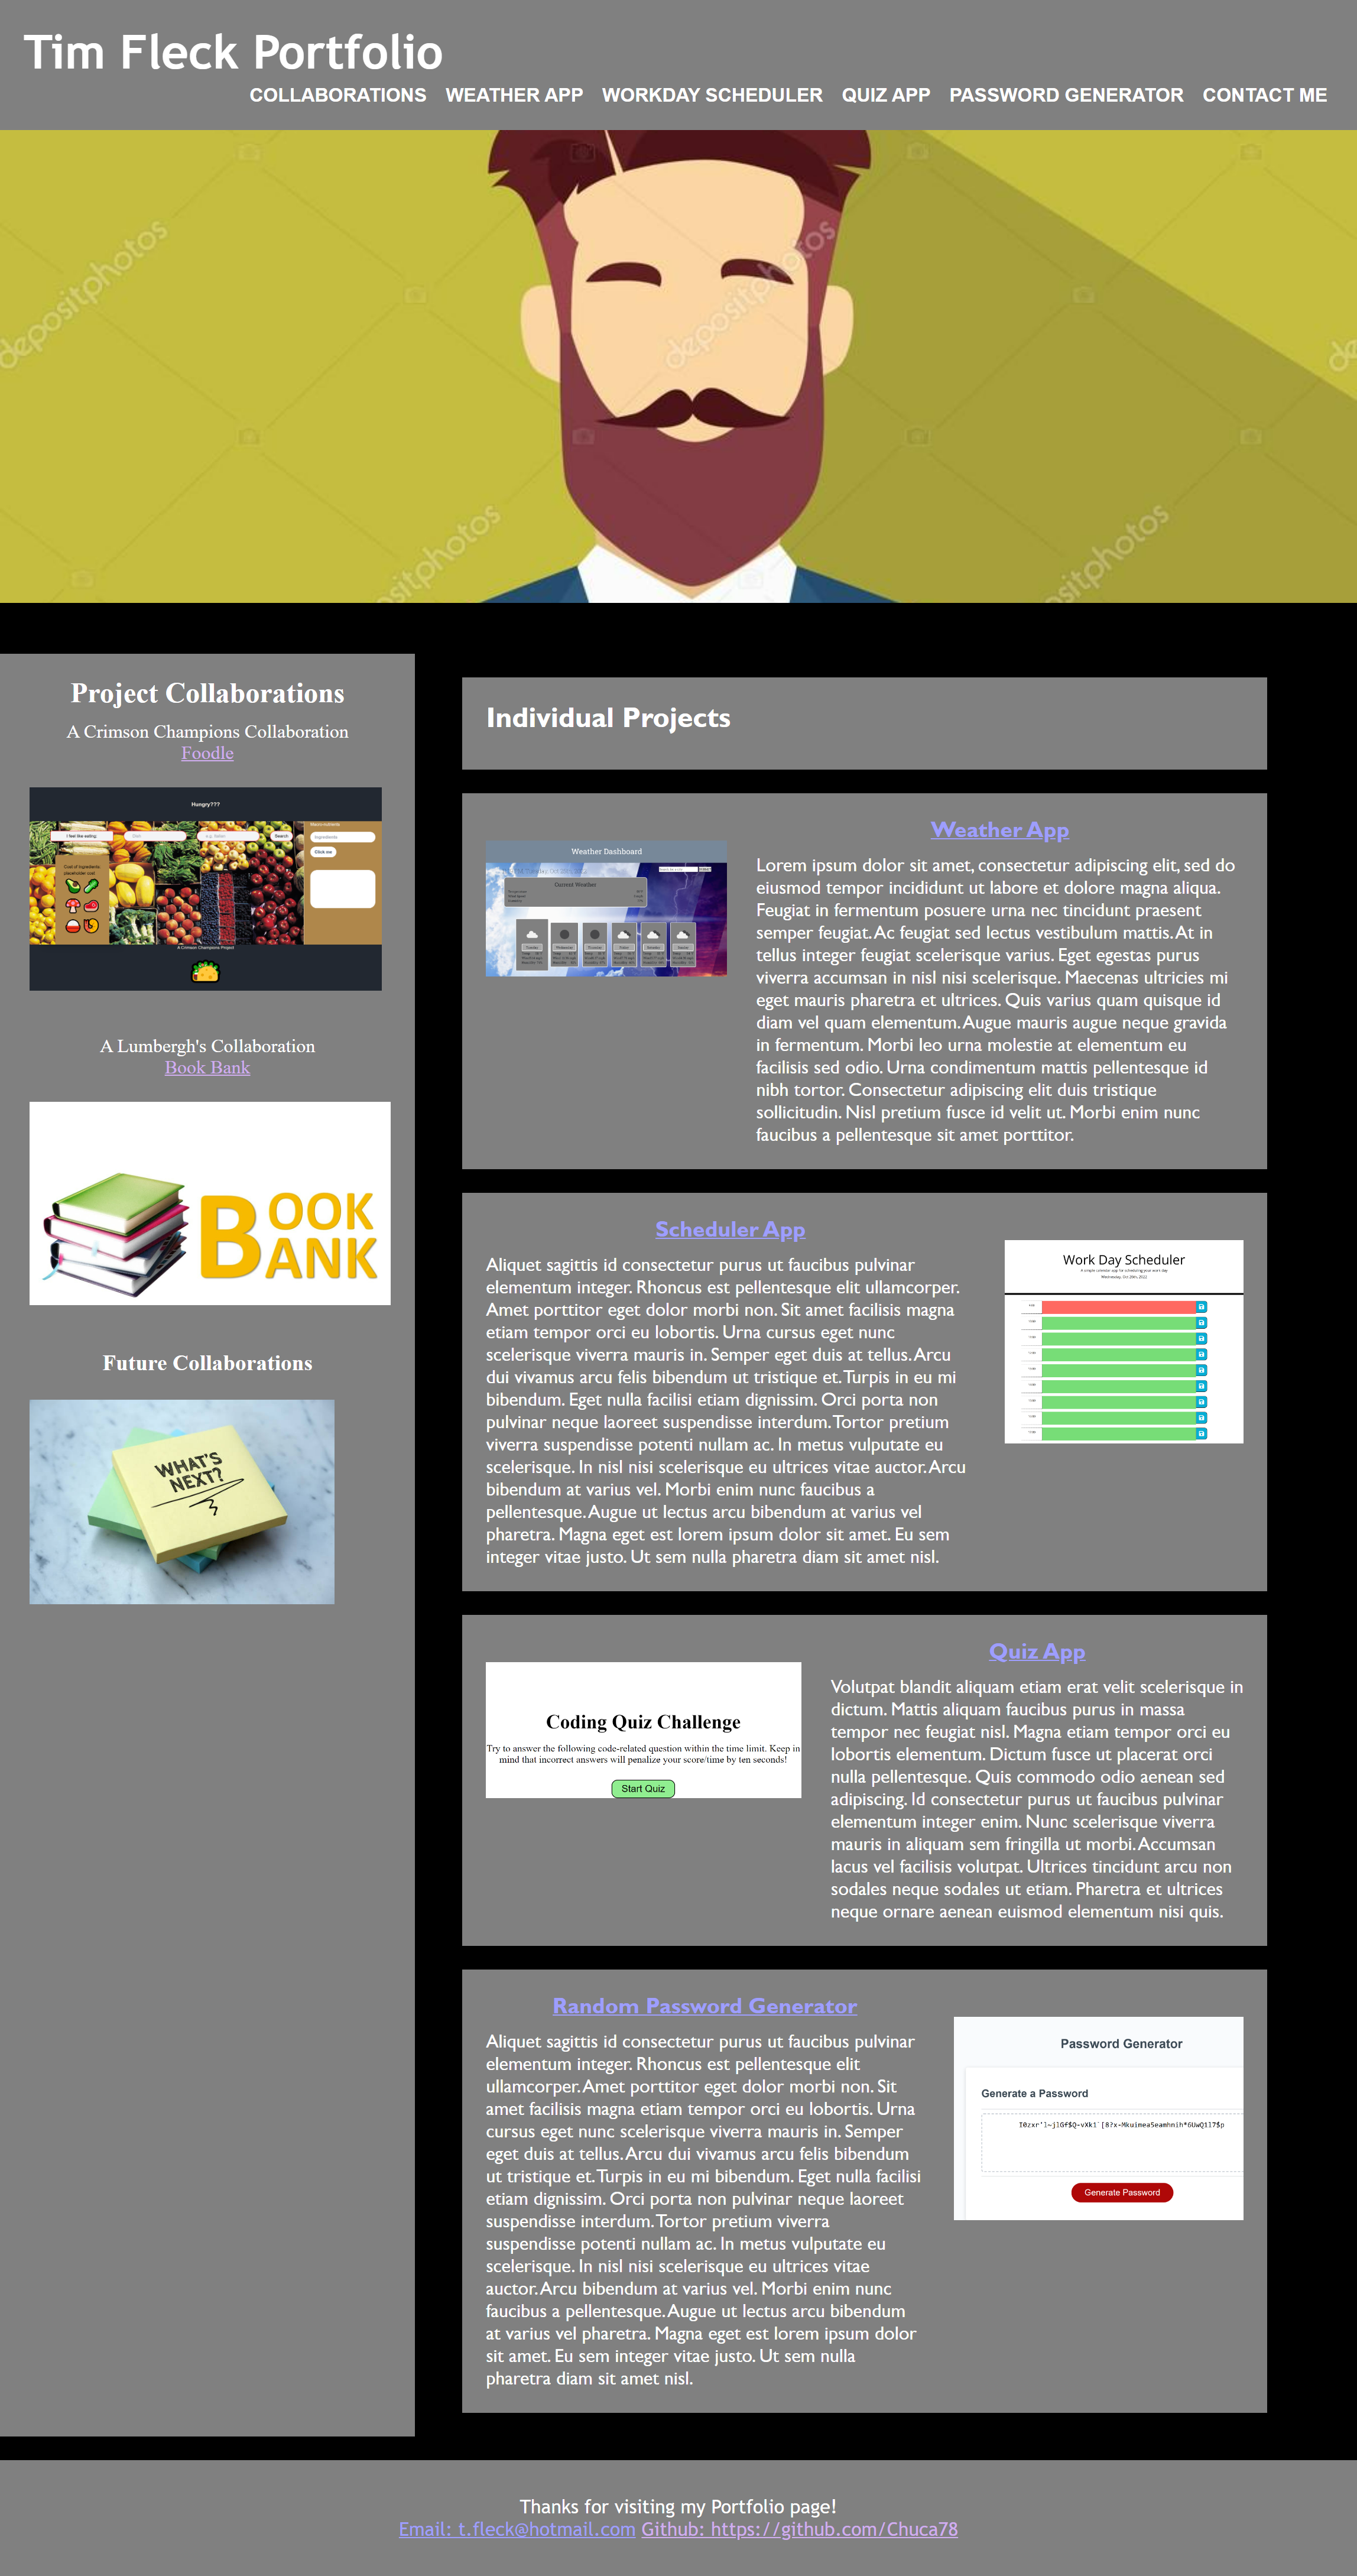 Tim Fleck Portfolio
COLLABORATIONS WEATHER APP WORKDAY SCHEDULER QUIZ APP PASSWORD GENERATOR CONTACT ME
depositphotos
depositphotos
Project Collaborations
A Crimson Champions Collaboration
Foodle
Hungry???
I feel like eating:
Search
Ingredients
Click me
Cost of Ingredients
placeholder cost
A Crimson Champions Project
A Lumbergh's Collaboration
Book Bank
BOOK
BANK
Future Collaborations
WHAT'S
NEXT?
Individual Projects
Weather App
Weather Dashboard
Current Weather
Lorem ipsum dolor sit amet, consectetur adipiscing elit, sed do
eiusmod tempor incididunt ut labore et dolore magna aliqua.
Feugiat in fermentum posuere urna nec tincidunt praesent
semper feugiat. Ac feugiat sed lectus vestibulum mattis. At in
tellus integer feugiat scelerisque varius. Eget egestas purus
viverra accumsan in nisl nisi scelerisque. Maecenas ultricies mi
eget mauris pharetra et ultrices. Quis varius quam quisque id
diam vel quam elementum. Augue mauris augue neque gravida
in fermentum. Morbi leo urna molestie at elementum eu
facilisis sed odio. Urna condimentum mattis pellentesque id
nibh tortor. Consectetur adipiscing elit duis tristique
sollicitudin. Nisl pretium fusce id velit ut. Morbi enim nunc
faucibus a pellentesque sit amet porttitor.
Scheduler App
Aliquet sagittis id consectetur purus ut faucibus pulvinar
elementum integer. Rhoncus est pellentesque elit ullamcorper.
Amet porttitor eget dolor morbi non. Sit amet facilisis magna
etiam tempor orci eu lobortis. Urna cursus eget nunc
scelerisque viverra mauris in. Semper eget duis at tellus. Arcu
dui vivamus arcu felis bibendum ut tristique et. Turpis in eu mi
bibendum. Eget nulla facilisi etiam dignissim. Orci porta non
pulvinar neque laoreet suspendisse interdum. Tortor pretium
viverra suspendisse potenti nullam ac. In metus vulputate eu
scelerisque. In nisl nisi scelerisque eu ultrices vitae auctor. Arcu
bibendum at varius vel. Morbi enim nunc faucibus a
pellentesque. Augue ut lectus arcu bibendum at varius vel
pharetra. Magna eget est lorem ipsum dolor sit amet. Eu sem
integer vitae justo. Ut sem nulla pharetra diam sit amet nisl.
Work Day Scheduler
A simple calendar app for scheduling your work day
Quiz App
Coding Quiz Challenge
Try to answer the following code-related question within the time limit. Keep in
mind that incorrect answers will penalize your score/time by ten seconds!
Start Quiz
Volutpat blandit aliquam etiam erat velit scelerisque in
dictum. Mattis aliquam faucibus purus in massa
tempor nec feugiat nisl. Magna etiam tempor orci eu
lobortis elementum. Dictum fusce ut placerat orci
nulla pellentesque. Quis commodo odio aenean sed
adipiscing. Id consectetur purus ut faucibus pulvinar
elementum integer enim. Nunc scelerisque viverra
mauris in aliquam sem fringilla ut morbi. Accumsan
lacus vel facilisis volutpat. Ultrices tincidunt arcu non
sodales neque sodales ut etiam. Pharetra et ultrices
neque ornare aenean euismod elementum nisi quis.
Random Password Generator
Aliquet sagittis id consectetur purus ut faucibus pulvinar
elementum integer. Rhoncus est pellentesque elit
ullamcorper. Amet porttitor eget dolor morbi non. Sit
amet facilisis magna etiam tempor orci eu lobortis. Urna
cursus eget nunc scelerisque viverra mauris in. Semper
eget duis at tellus. Arcu dui vivamus arcu felis bibendum
ut tristique et. Turpis in eu mi bibendum. Eget nulla facilisi
etiam dignissim. Orci porta non pulvinar neque laoreet
suspendisse interdum. Tortor pretium viverra
suspendisse potenti nullam ac. In metus vulputate eu
scelerisque. In nisl nisi scelerisque eu ultrices vitae
auctor. Arcu bibendum at varius vel. Morbi enim nunc
faucibus a pellentesque. Augue ut lectus arcu bibendum
at varius vel pharetra. Magna eget est lorem ipsum dolor
sit amet. Eu sem integer vitae justo. Ut sem nulla
pharetra diam sit amet nisl.
Password Generator
Generate a Password
Generate Password
Thanks for visiting my Portfolio page!
Email: t.fleck@hotmail.com Github: https://github.com/Chuca78